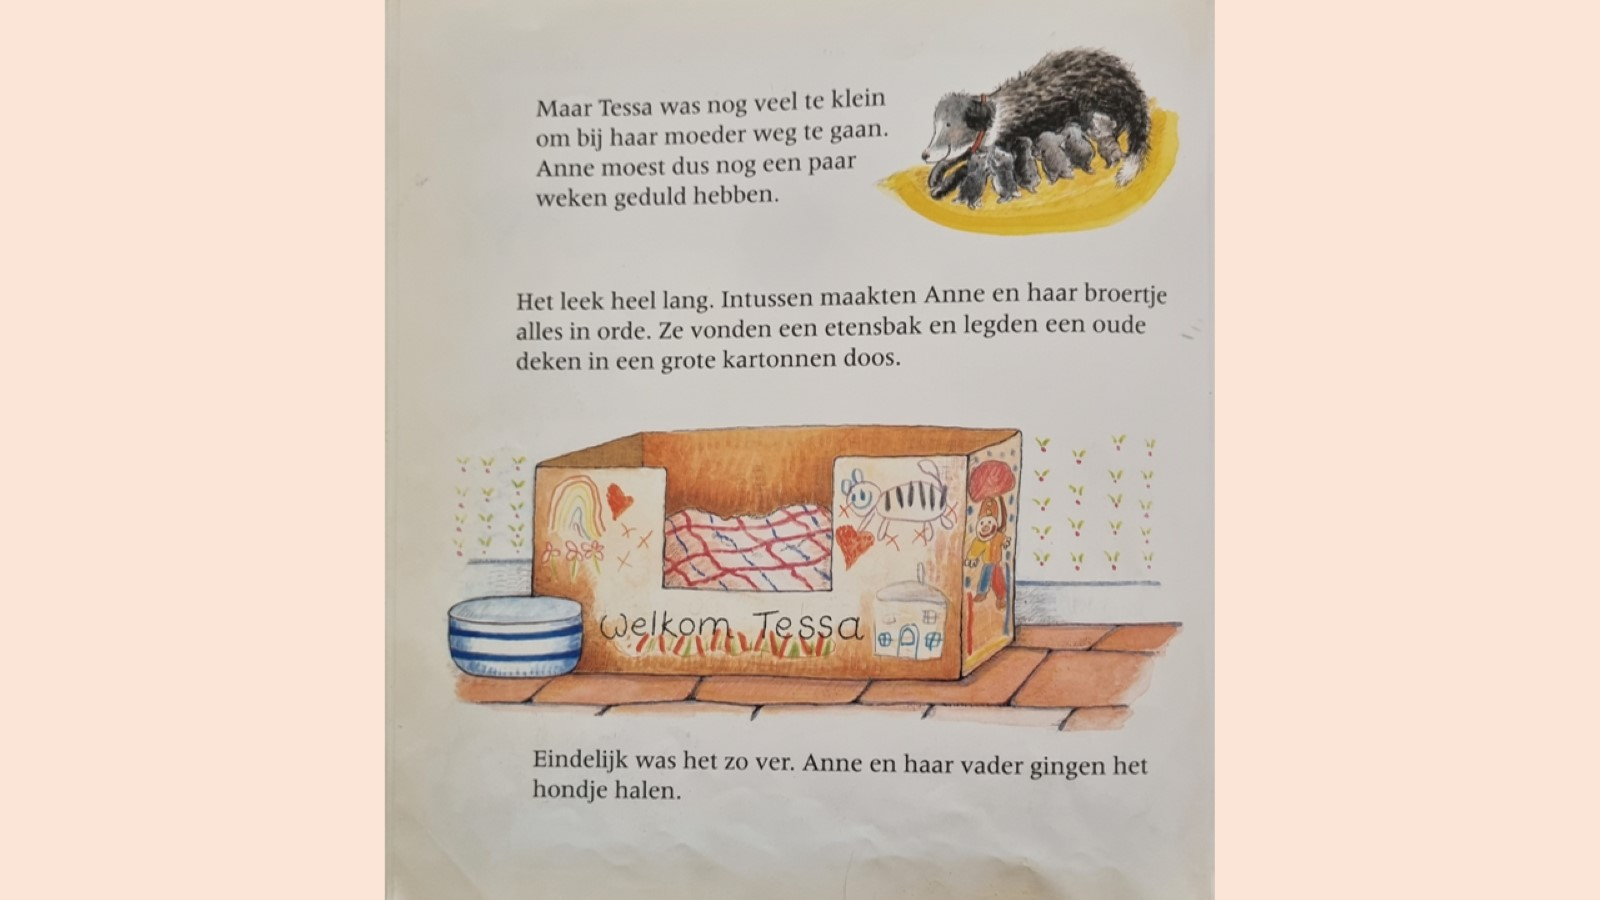 Maar Tessa was nog veel te klein
om bij haar moeder weg te gaan.
Anne moest dus nog een paar
weken geduld hebben.
Het leek heel lang. Intussen maakten Anne en haar broertje
alles in orde. Ze vonden een etensbak en legden een oude
deken in een grote kartonnen doos.
Welkom Tessa
Eindelijk was het zo ver. Anne en haar vader gingen het
hondje halen.